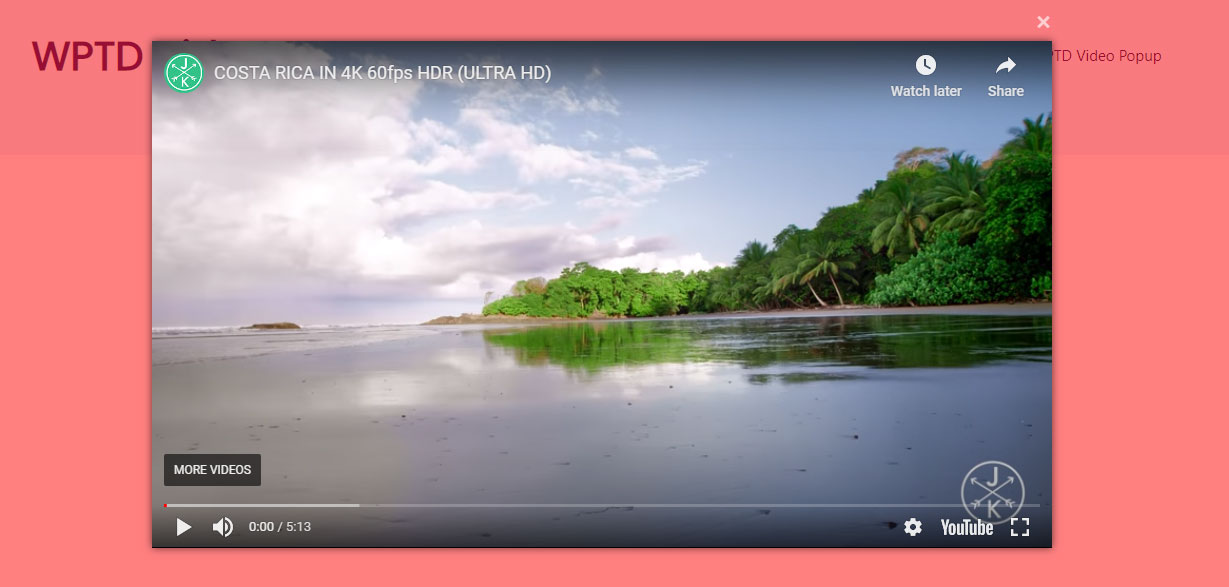 ×
WPTD
PTD Video Popup
J
K
COSTA RICA IN 4K 60fps HDR (ULTRA HD)
Watch later
Share
MORE VIDEOS
J
K
0:00 / 5:13
YouTube